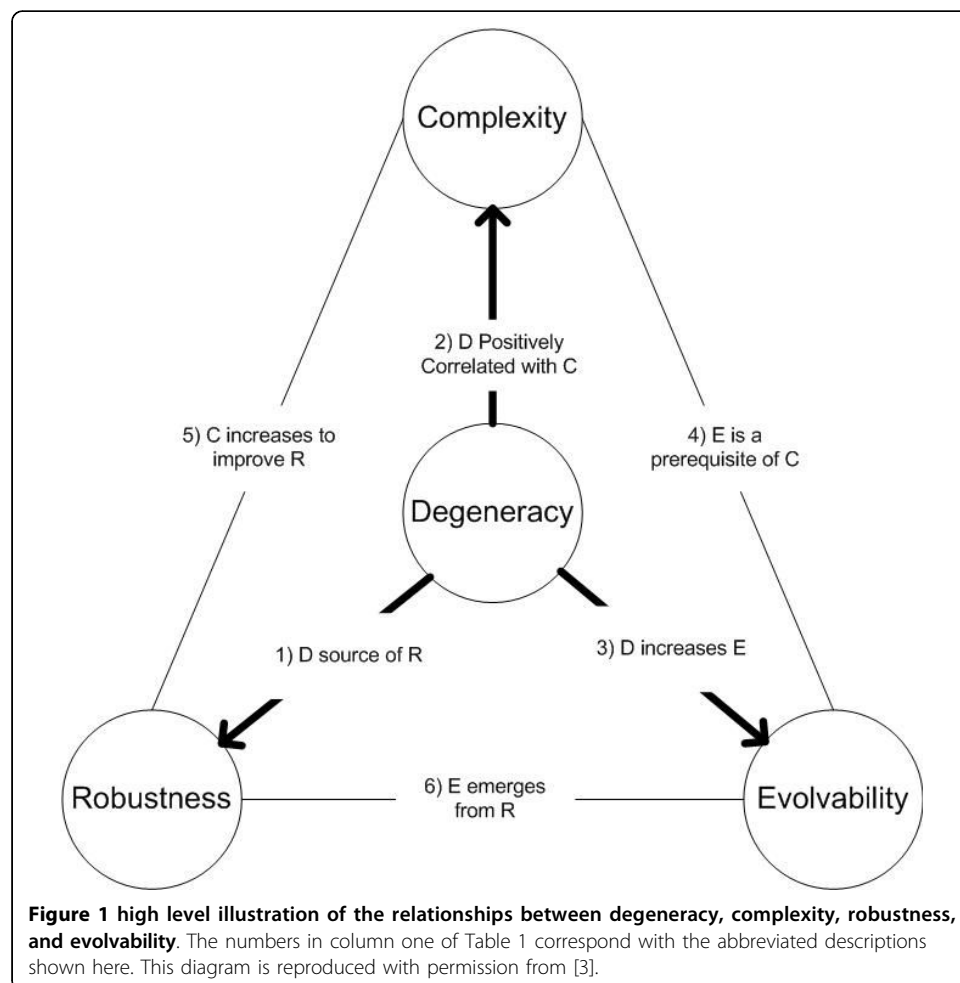 Complexity
2) D Positively
Correlated with C
5) C increases to
improve R
4) E is a
prerequisite of C
Degeneracy
1) D source of R
3) D increases E
Robustness
6) E emerges
from R
Evolvability
Figure 1 high level illustration of the relationships between degeneracy, complexity, robustness,
and evolvability. The numbers in column one of Table 1 correspond with the abbreviated descriptions
shown here. This diagram is reproduced with permission from [3].